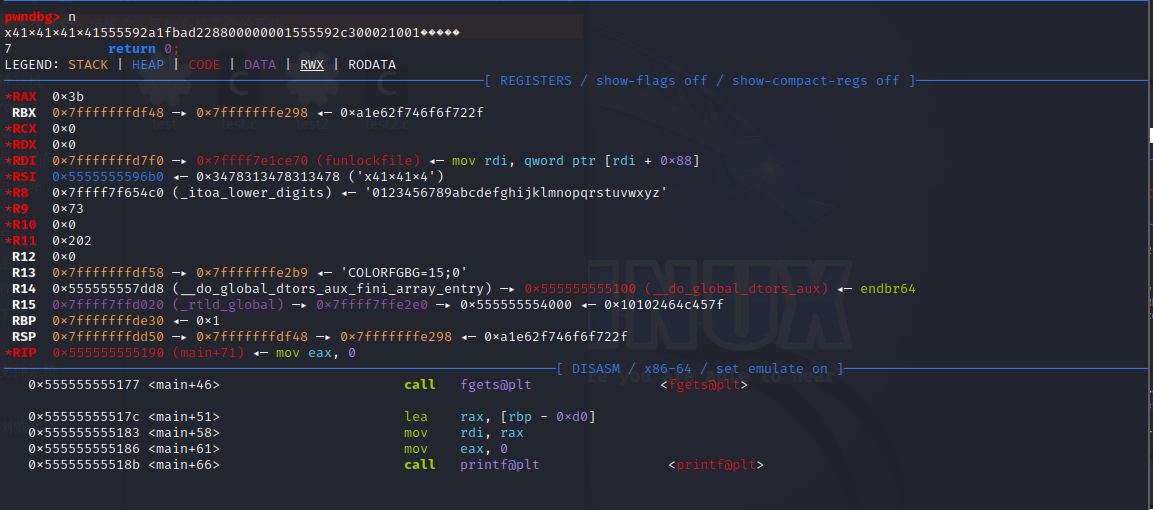 pwndbg> n
x41×41×41×41555592a1fbad228800000001555592c300021001�����
7 return 0;
LEGEND: STACK | HEAP | CODE | DATA | RWX | RODATA
[ REGISTERS / show-flags off / show-compact-regs off ]
*RAX 0×3b
RBX 0×7fffffffdf48 —▸ 0×7fffffffe298 ◂— 0×a1e62f746f6f722f
*RCX 0×0
*RDX 0×0
*RDI 0×7fffffffd7f0 —▸ 0×7ffff7e1ce70 (funlockfile) ◂— mov rdi, qword ptr [rdi + 0×88]
*RSI 0×5555555596b0 ◂— 0×3478313478313478 ('x41×41×4')
*R8 0×7ffff7f654c0 (_itoa_lower_digits) ◂— '0123456789abcdefghijklmnopqrstuvwxyz'
*R9 0×73
*R10 0×0
*R11 0×202
R12 0×0
R13 0×7fffffffdf58 —▸ 0×7fffffffe2b9 ◂— 'COLORFGBG=15;0'
R14 0×555555557dd8 (__do_global_dtors_aux_fini_array_entry) —▸ 0×555555555100 (__do_global_dtors_aux) ◂— endbr64
R15 0×7ffff7ffd020 (_rtld_global) —▸ 0×7ffff7ffe2e0 —▸ 0×555555554000 ◂— 0×10102464c457f
RBP 0×7fffffffde30 ◂— 0×1
RSP 0×7fffffffdd50 —▸ 0×7fffffffdf48 —▸ 0×7fffffffe298 ◂— 0×a1e62f746f6f722f
*RIP 0×555555555190 (main+71) ◂— mov eax, 0
[ DISASM / x86-64 / set emulate on ]
0×555555555177 <main+46> call fgets@plt <fgets@plt>
0×55555555517c <main+51> lea rax, [rbp - 0×d0]
0×555555555183 <main+58> mov rdi, rax
0×555555555186 <main+61> mov eax, 0
0×55555555518b <main+66> call printf@plt <printf@plt>